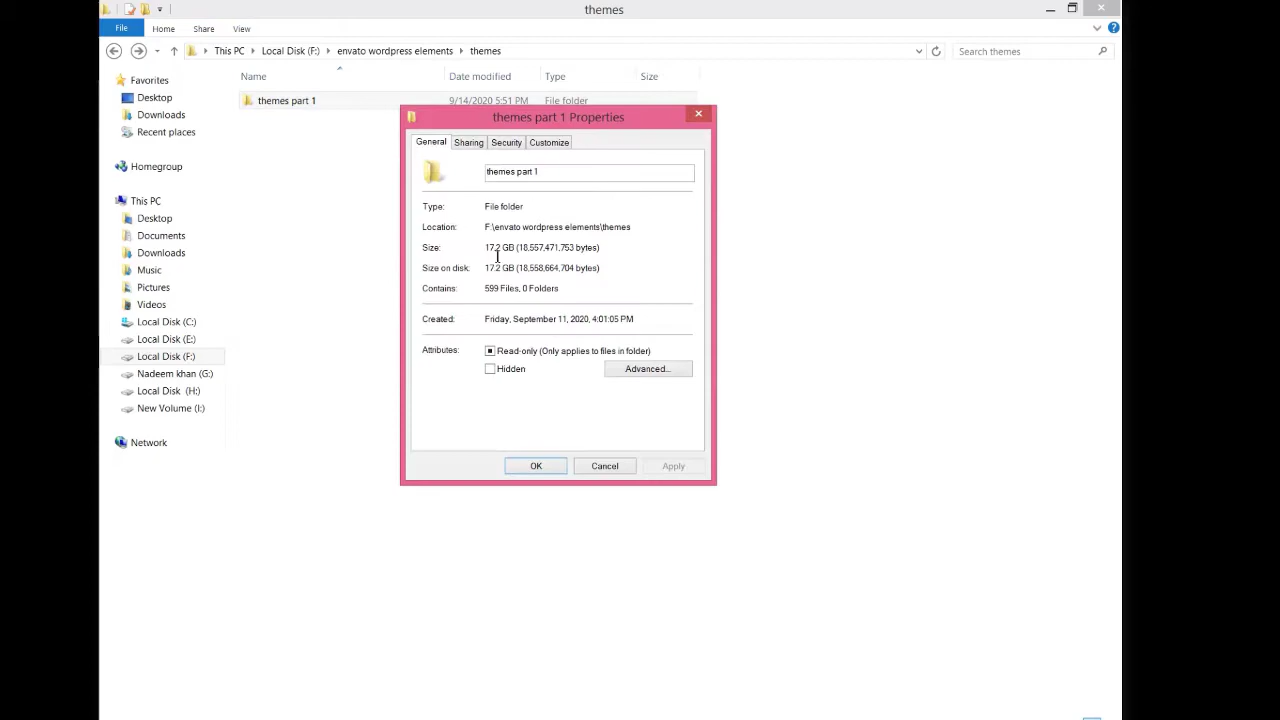 themes
File Home Share View
This PC Local Disk (F:) envato wordpress elements themes Search themes
Name Date modified Type Size
themes part 1 9/14/2020 5:51 PM File folder
Favorites
Desktop
Downloads
Recent places
Homegroup
This PC
Desktop
Documents
Downloads
Music
Pictures
Videos
Local Disk (C:)
Local Disk (E:)
Local Disk (F:)
Nadeem khan (G:)
Local Disk (H:)
New Volume (I:)
Network
themes part 1 Properties
General Sharing Security Customize
themes part 1
Type: File folder
Location: F:\envato wordpress elements\themes
Size: 17.2 GB (18,557,471,753 bytes)
Size on disk: 17.2 GB (18,558,664,704 bytes)
Contains: 599 Files, 0 Folders
Created: Friday, September 11, 2020, 4:01:05 PM
Attributes: Read-only (Only applies to files in folder)
Hidden Advanced...
OK Cancel Apply